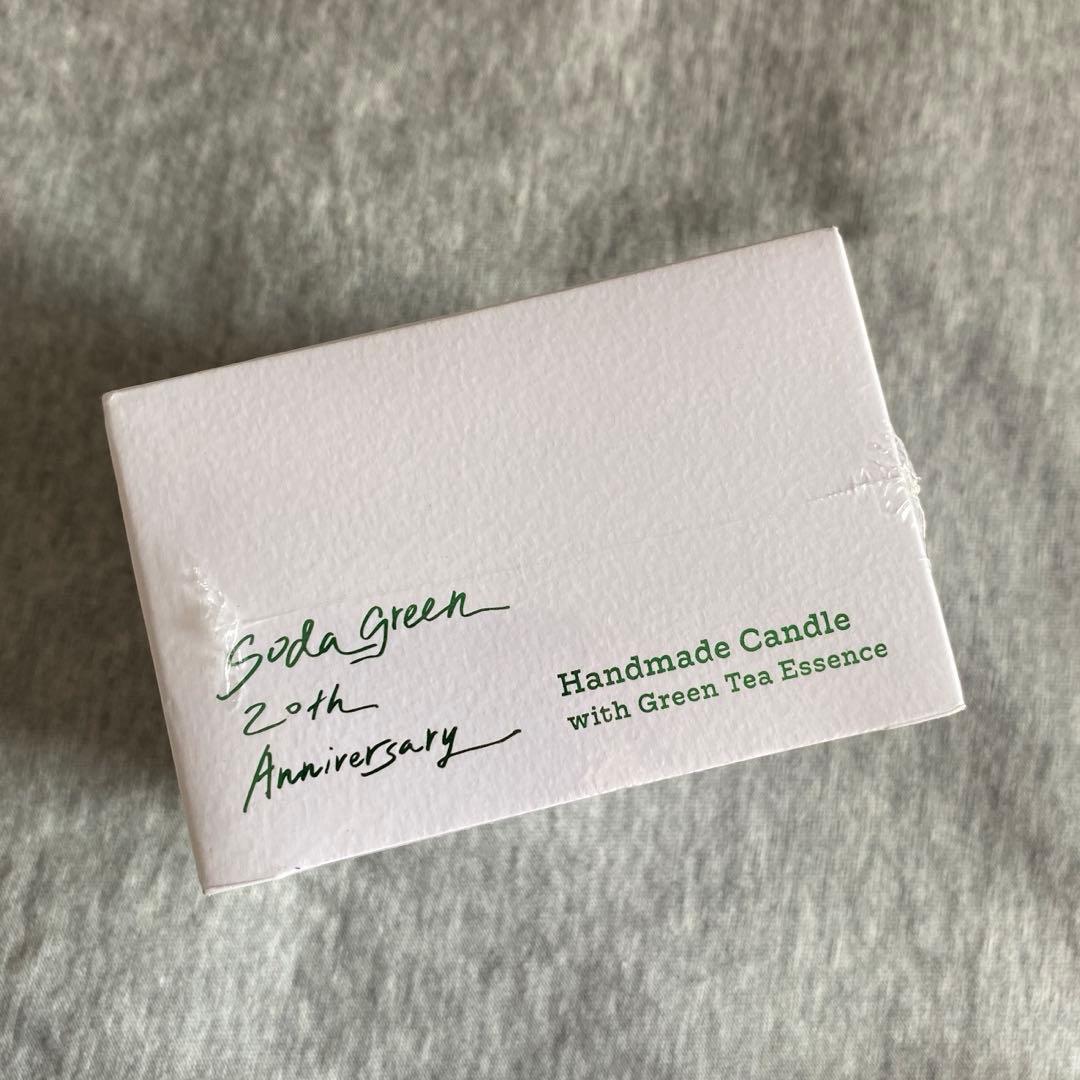 Soda Green
20th
Anniversary
Handmade Candle
with Green Tea Essence